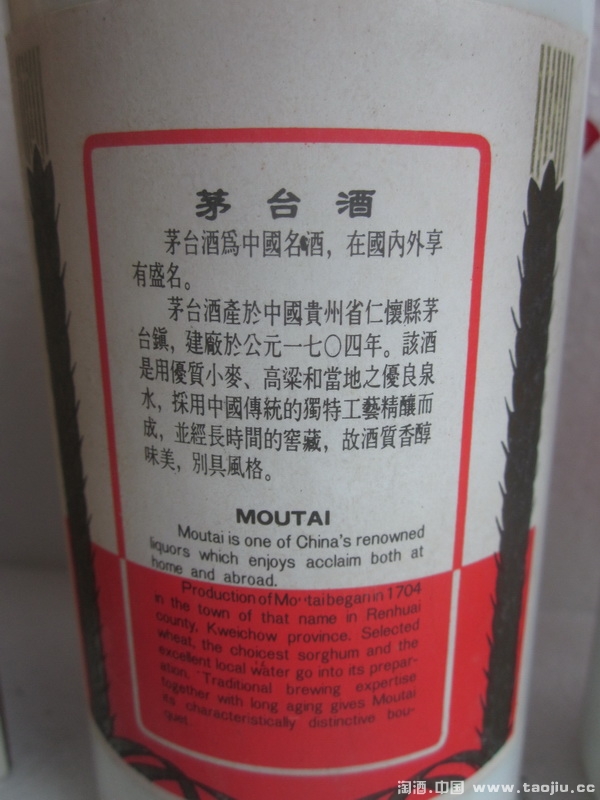 茅台酒
茅台酒爲中國名酒，在國內外享
有盛名。
茅台酒產於中國貴州省仁懷縣茅
台鎭，建廠於公元一七〇四年。該酒
是用優質小麥、高粱和當地之優良泉
水，採用中國傳統的獨特工藝精釀而
成，並經長時間的窖藏，故酒質香醇
味美，別具風格。
MOUTAI
Moutai is one of China's renowned
liquors which enjoys acclaim both at
home and abroad.
Production of Moutai began in 1704
in the town of that name in Renhuai
county, Kweichow province. Selected
wheat, the choicest sorghum and the
excellent local water go into its prepar-
ation. Traditional brewing expertise
together with long aging gives Moutai
its characteristically distinctive bou-
quet.
淘酒.中国 www.taojiu.cc